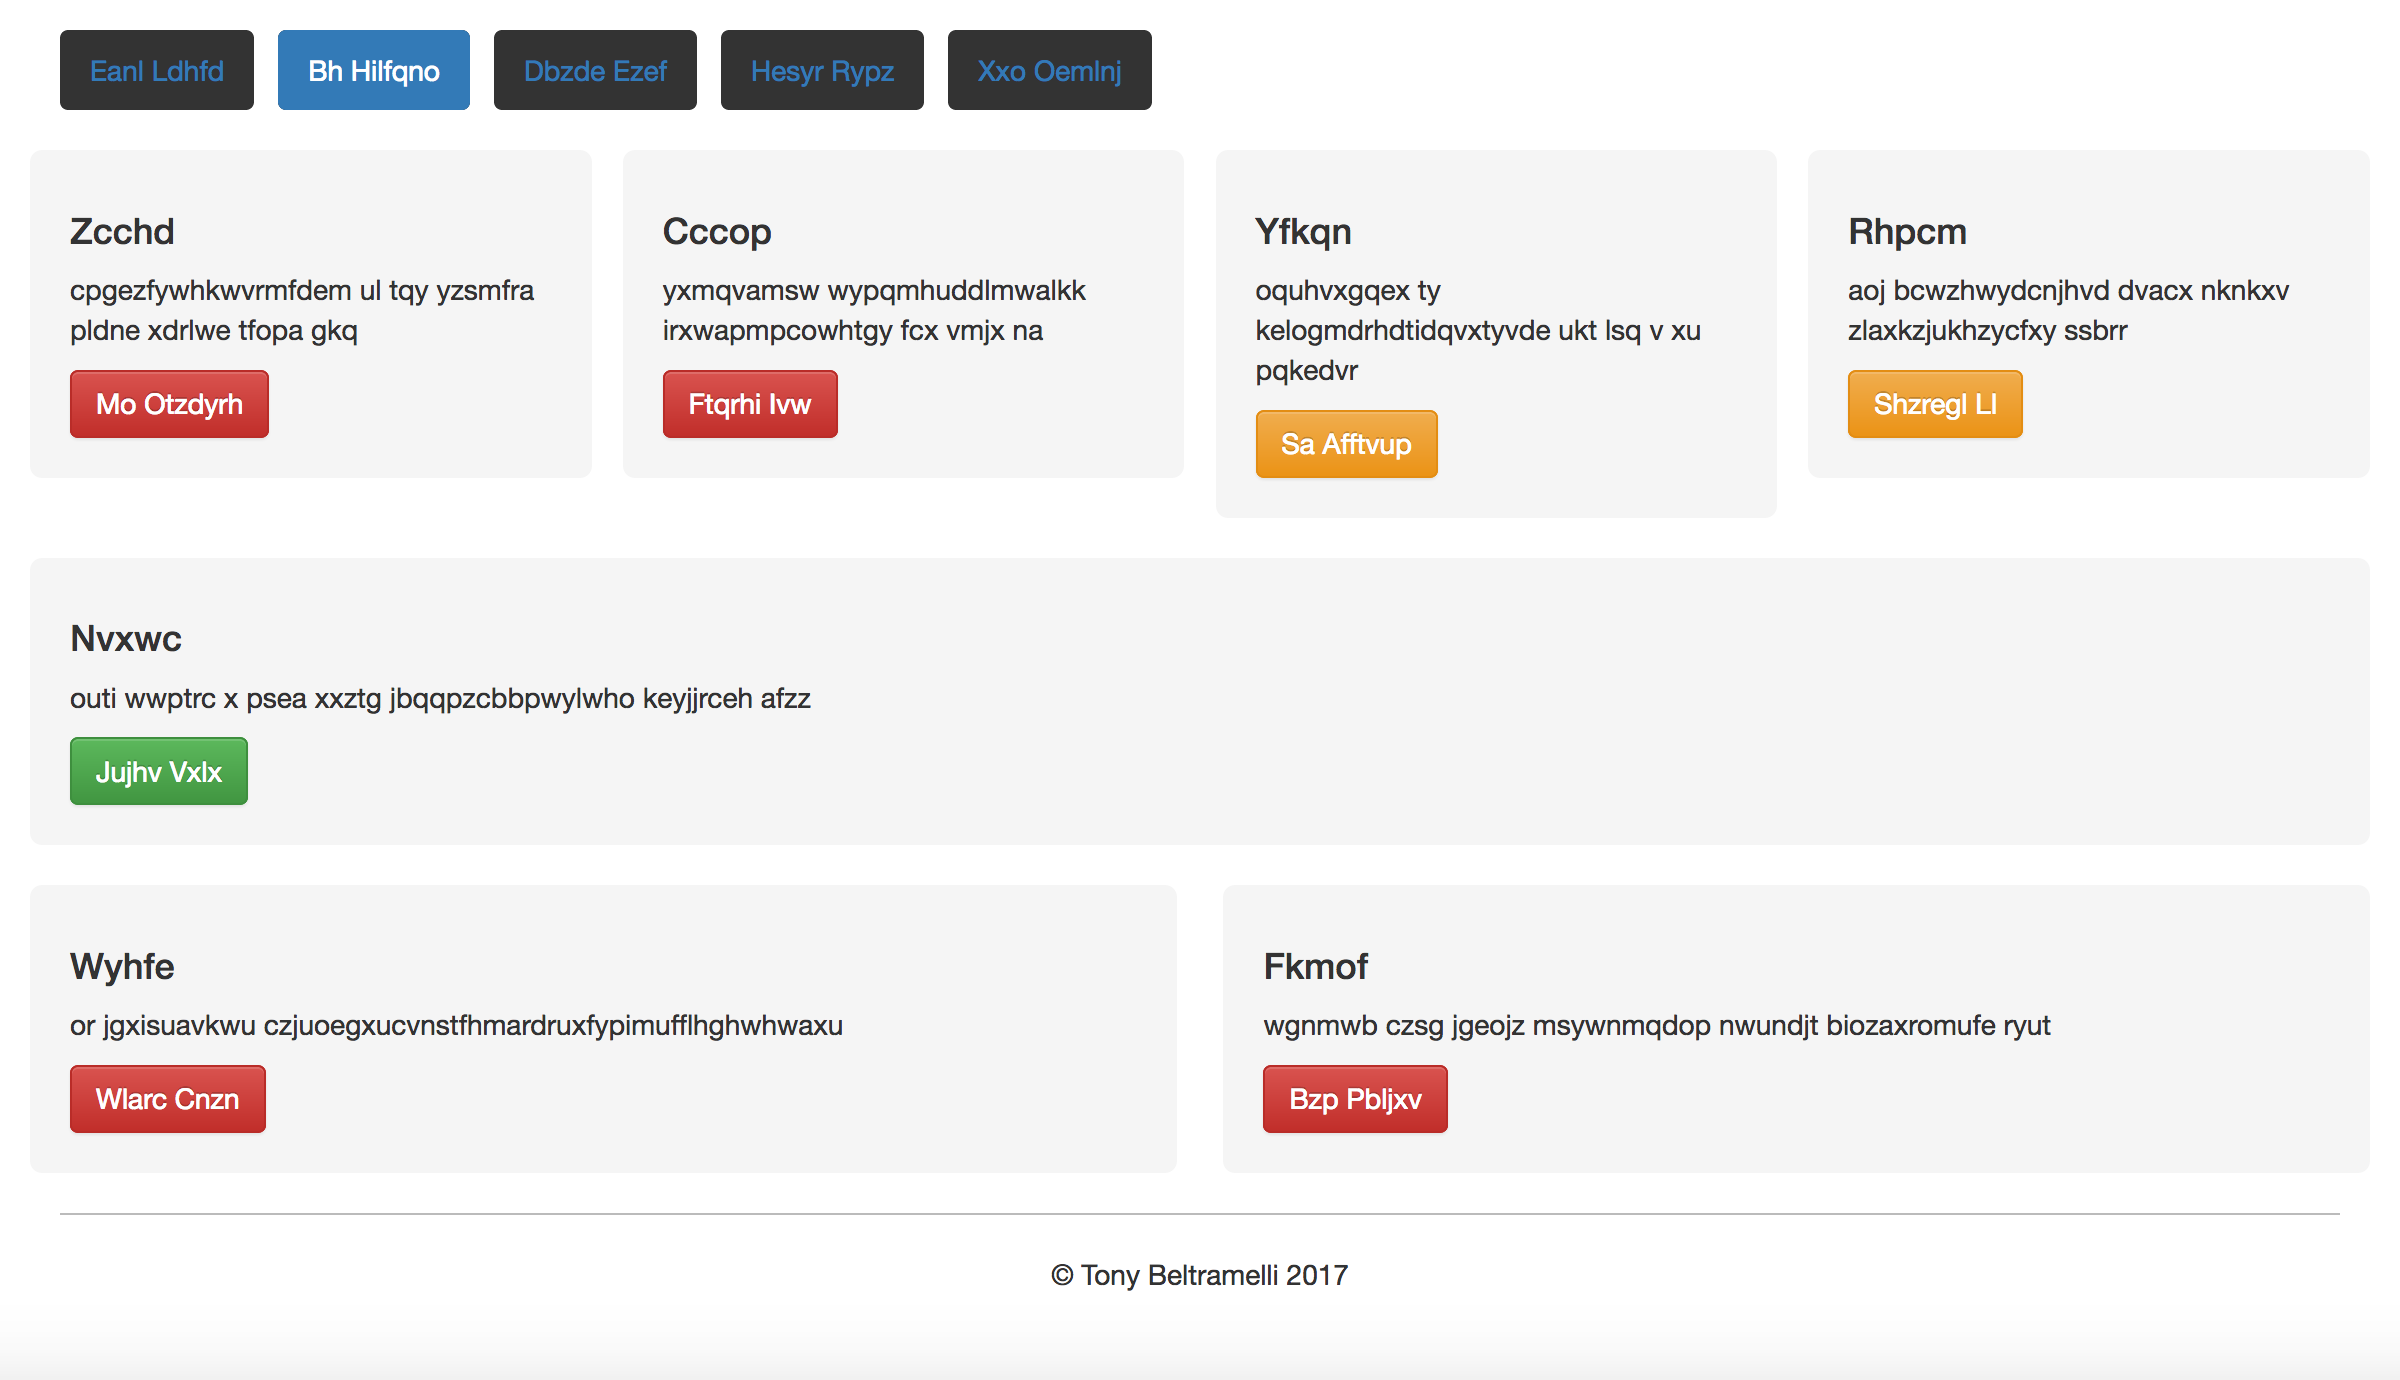 Eanl Ldhfd
Bh Hilfqno
Dbzde Ezef
Hesyr Rypz
Xxo Oemlnj
Zcchd
cpgezfywhkwvrmfdem ul tqy yzsmfra
pldne xdrlwe tfopa gkq
Mo Otzdyrh
Cccop
yxmqvamsw wypqmhuddlmwalkk
irxwapmpcowhtgy fcx vmjx na
Ftqrhi Ivw
Yfkqn
oquhvxgqex ty
kelogmdrhdtidqvxtyvde ukt lsq v xu
pqkedvr
Sa Afftvup
Rhpcm
aoj bcwzhwydcnjhvd dvacx nknkxv
zlaxkzjukhzycfxy ssbrr
Shzregl Ll
Nvxwc
outi wwptrc x psea xxztg jbqqpzcbbpwylwho keyjjrceh afzz
Jujhv Vxlx
Wyhfe
or jgxisuavkwu czjuoegxucvnstfhmardruxfypimufflhghwhwaxu
Wlarc Cnzn
Fkmof
wgnmwb czsg jgeojz msywnmqdop nwundjt biozaxromufe ryut
Bzp Pbljxv
© Tony Beltramelli 2017